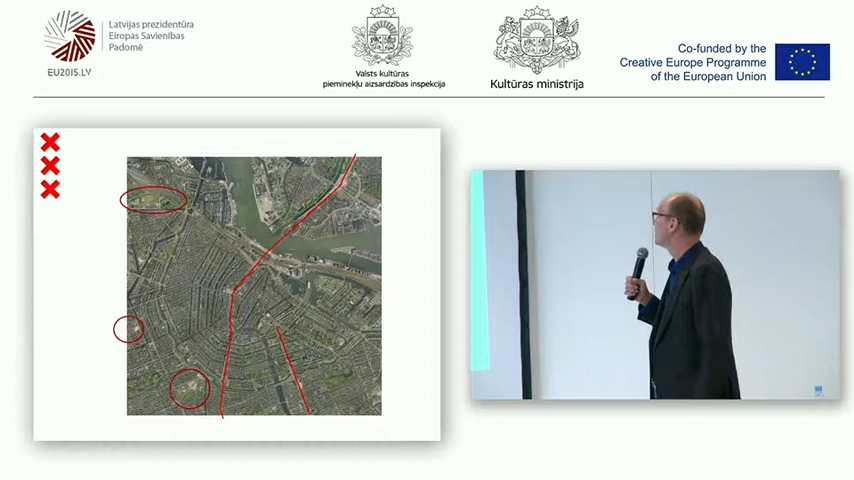 Latvijas prezidentūra
Eiropas Savienības
Padomē
EU2015.LV
Valsts kultūras
pieminekļu aizsardzības inspekcija
Kultūras ministrija
Co-funded by the
Creative Europe Programme
of the European Union